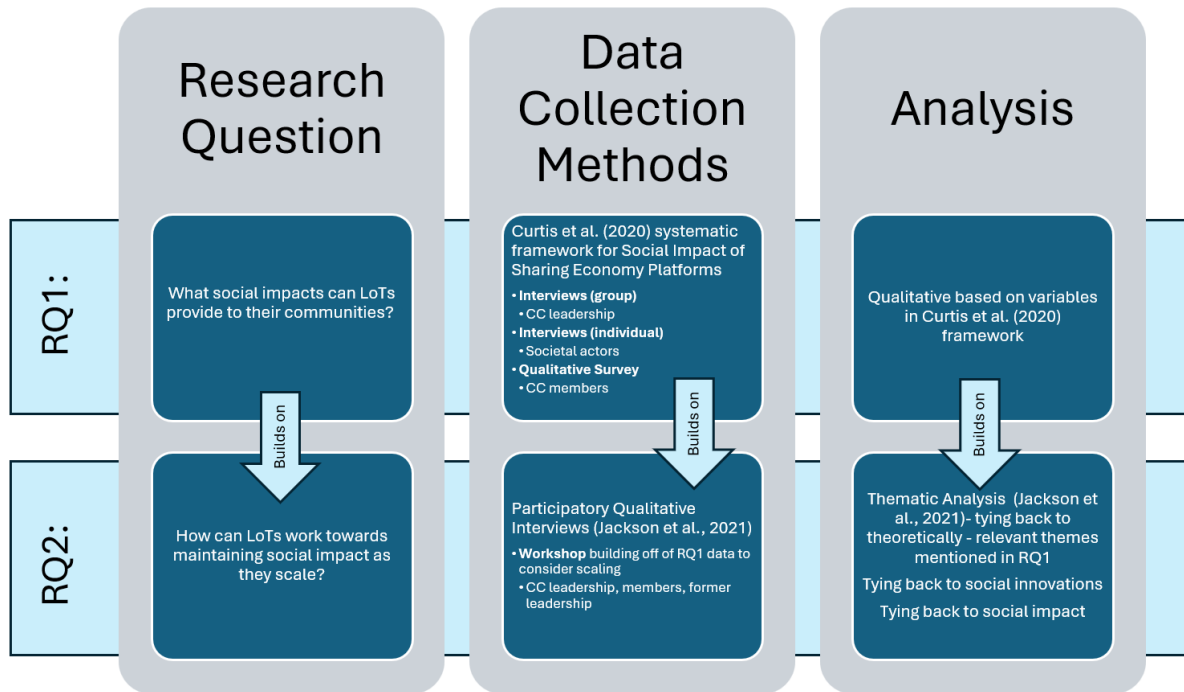 Research
Question
Data
Collection
Methods
Analysis
RQ1:
What social impacts can LoTs
provide to their communities?
Curtis et al. (2020) systematic
framework for Social Impact of
Sharing Economy Platforms
• Interviews (group)
• CC leadership
• Interviews (individual)
• Societal actors
• Qualitative Survey
• CC members
Qualitative based on variables
in Curtis et al. (2020)
framework
Builds on
Builds on
Builds on
RQ2:
How can LoTs work towards
maintaining social impact as
they scale?
Participatory Qualitative
Interviews (Jackson et al., 2021)
• Workshop building off of RQ1 data to
consider scaling
• CC leadership, members, former
leadership
Thematic Analysis (Jackson et
al., 2021)- tying back to
theoretically - relevant themes
mentioned in RQ1
Tying back to social innovations
Tying back to social impact